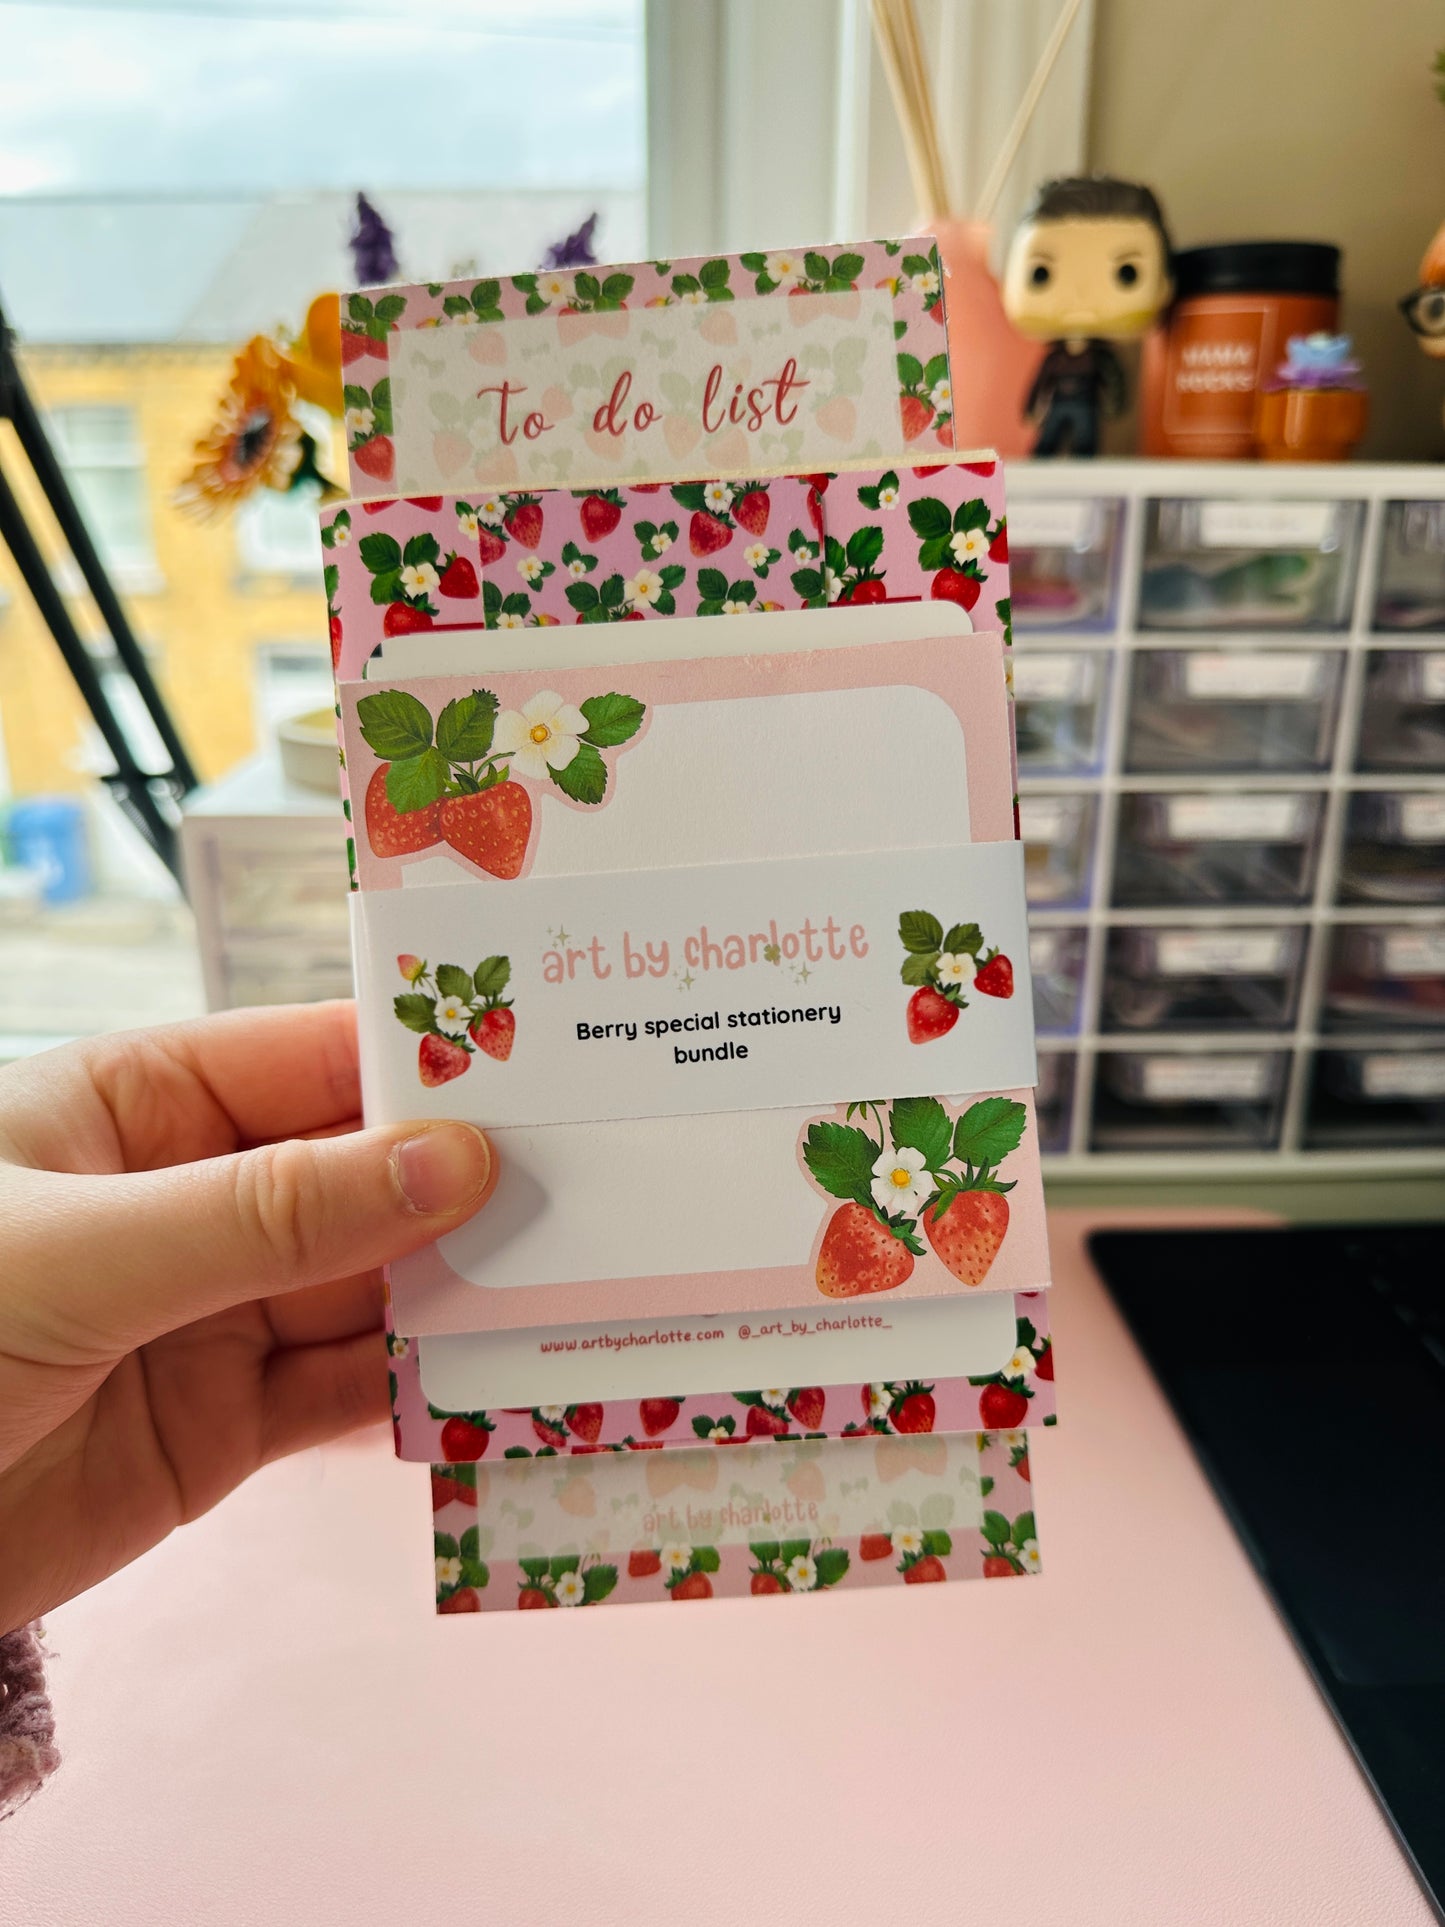 to do list
art by charlotte
Berry special stationery
bundle
www.artbycharlotte.com @_art_by_charlotte_
art by charlotte